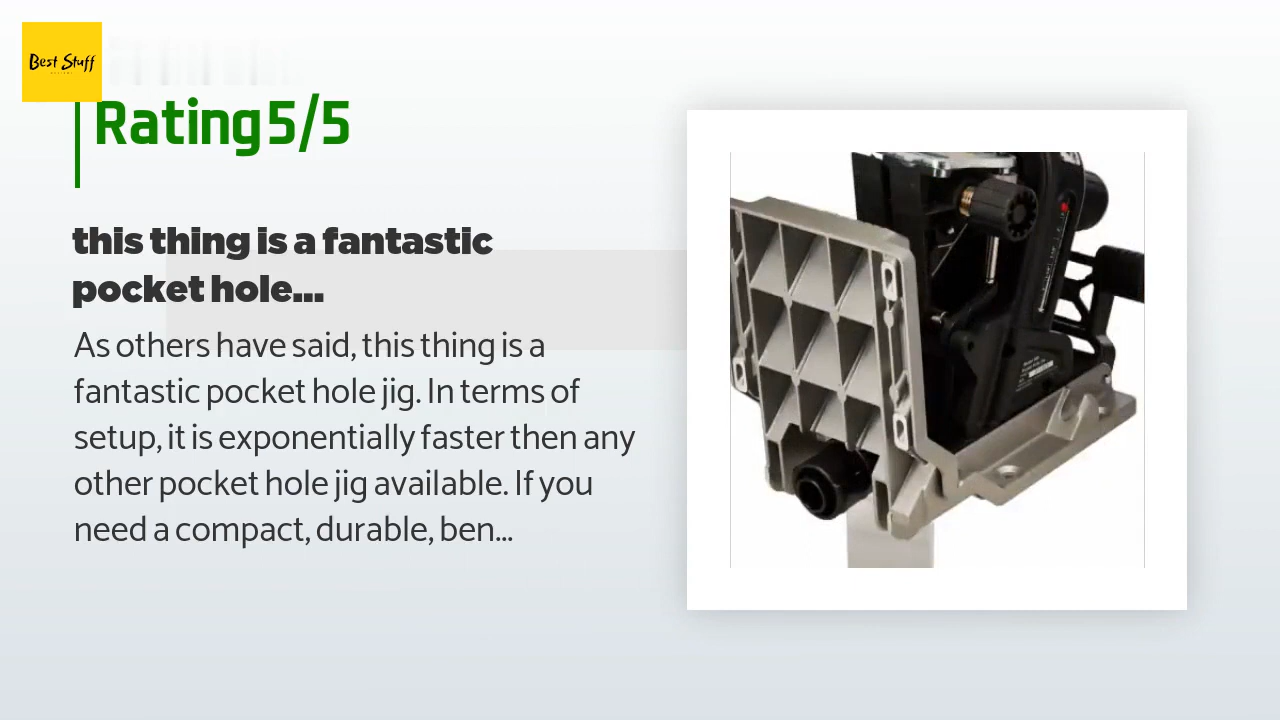 Best Stuff
Rating 5/5
this thing is a fantastic
pocket hole...
As others have said, this thing is a
fantastic pocket hole jig. In terms of
setup, it is exponentially faster then any
other pocket hole jig available. If you
need a compact, durable, ben...